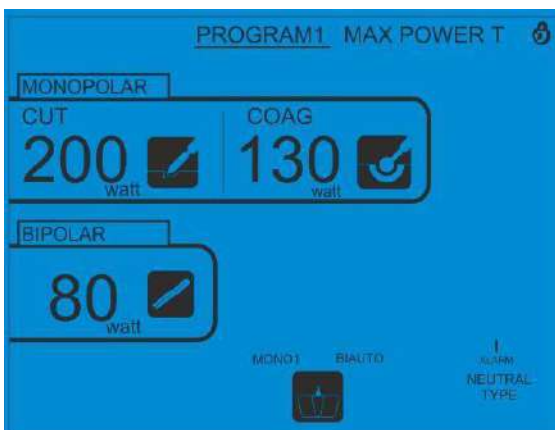 PROGRAM1 MAX POWER T
MONOPOLAR
CUT COAG
200 watt 130 watt
BIPOLAR
80 watt
MONO1 BIAUTO
ALARM
NEUTRAL
TYPE